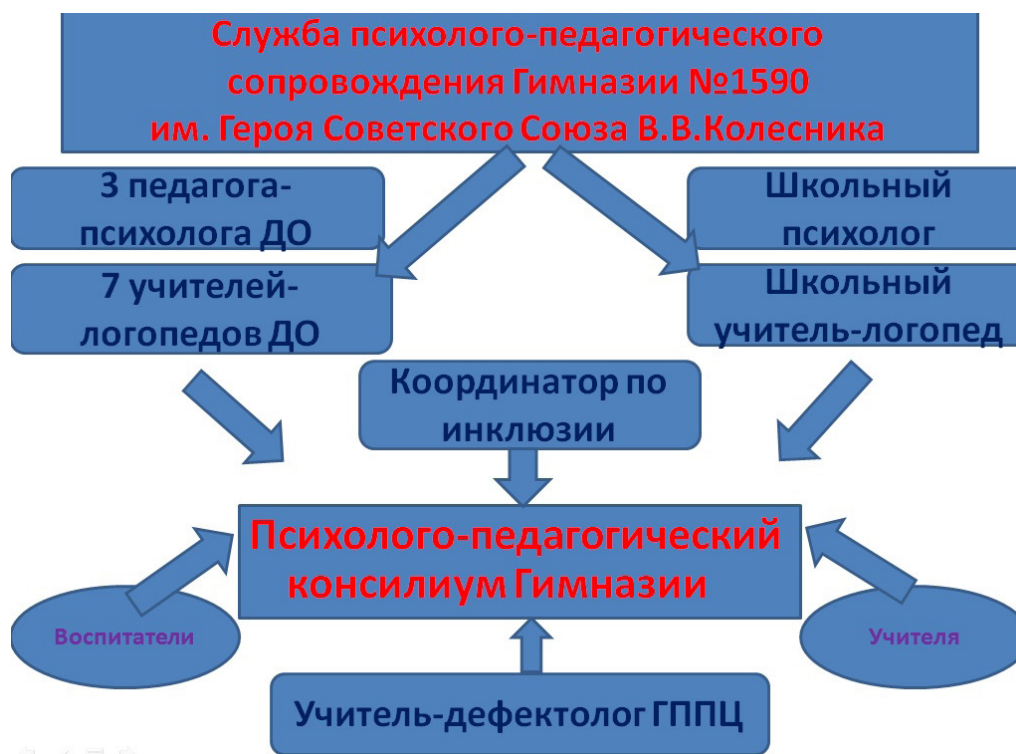 Служба психолого-педагогического
сопровождения Гимназии №1590
им. Героя Советского Союза В.В.Колесника
3 педагога-
психолога ДО
Школьный
психолог
7 учителей-
логопедов ДО
Школьный
учитель-логопед
Координатор по
инклюзии
Психолого-педагогический
консилиум Гимназии
Воспитатели
Учителя
Учитель-дефектолог ГППЦ